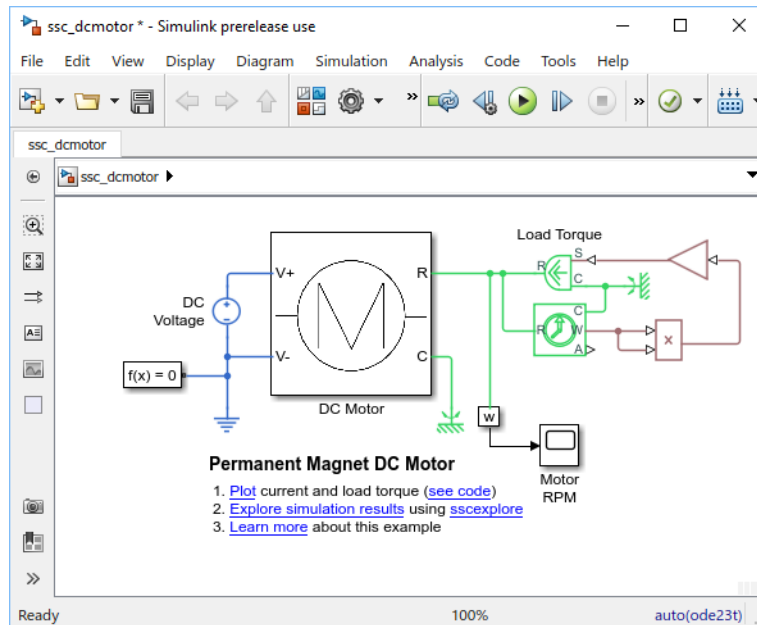 ssc_dcmotor * - Simulink prerelease use
File Edit View Display Diagram Simulation Analysis Code Tools Help
ssc_dcmotor
ssc_dcmotor
Load Torque
S
R
C
V+
R
DC
Voltage
C
R
W
A
×
V-
C
f(x) = 0
DC Motor
w
Permanent Magnet DC Motor
Motor
RPM
1. Plot current and load torque (see code)
2. Explore simulation results using sscexplore
3. Learn more about this example
Ready 100% auto(ode23t)